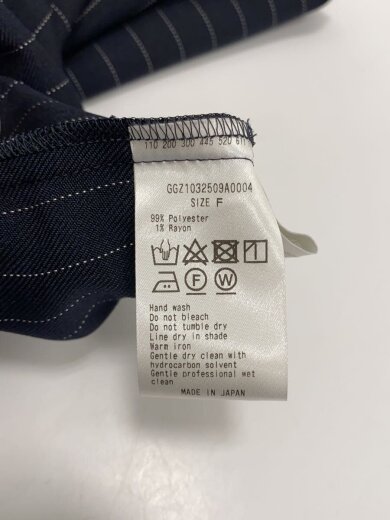 110 200 300 445 520 611
GGZ1032509A0004
SIZE F
99% Polyester
1% Rayon
F W
Hand wash
Do not bleach
Do not tumble dry
Line dry in shade
Warm iron
Gentle dry clean with
hydrocarbon solvent
Gentle professional wet
clean
MADE IN JAPAN